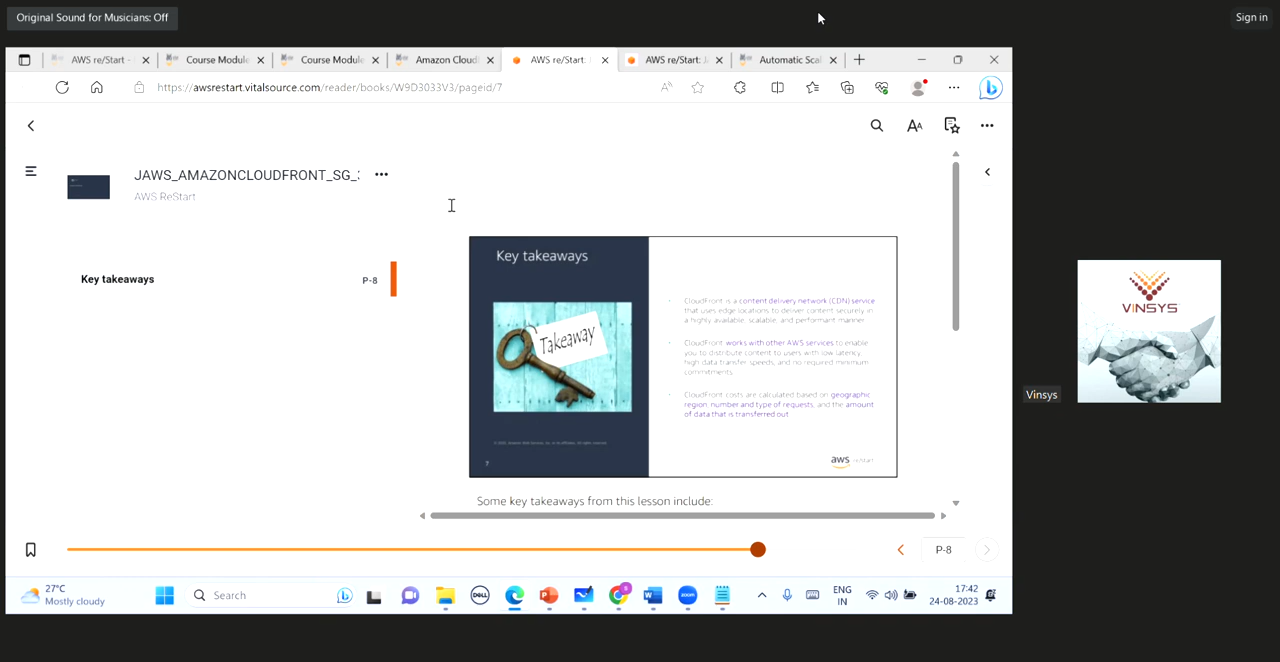 Original Sound for Musicians: Off
Sign in
AWS re/Start -
Course Module
Course Module
Amazon Cloud
AWS re/Start:
AWS re/Start: J
Automatic Scal
https://awsrestart.vitalsource.com/reader/books/W9D3033V3/pageid/7
JAWS_AMAZONCLOUDFRONT_SG_
AWS ReStart
Key takeaways
P-8
Key takeaways
Takeaway
CloudFront is a content delivery network (CDN) service
that uses edge locations to deliver content securely in
a highly available, scalable, and performant manner.
CloudFront works with other AWS services to enable
you to distribute content to users with low latency,
high data transfer speeds, and no required minimum
commitments.
CloudFront costs are calculated based on geographic
region, number and type of requests, and the amount
of data that is transferred out
7
aws re/start
Some key takeaways from this lesson include:
P-8
VINSYS
Vinsys
27°C
Mostly cloudy
Search
DELL
zoom
ENG
IN
17:42
24-08-2023